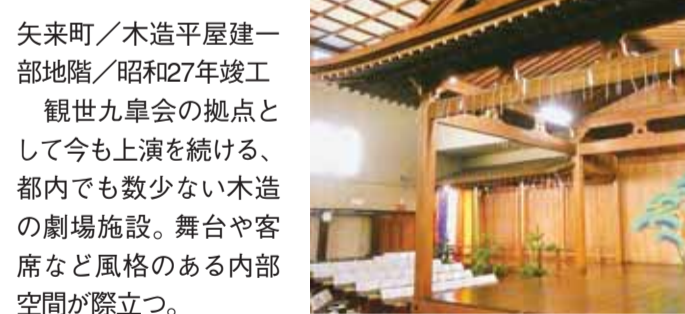 矢来町／木造平屋建一
部地階／昭和27年竣工
　観世九皐会の拠点と
して今も上演を続ける、
都内でも数少ない木造
の劇場施設。舞台や客
席など風格のある内部
空間が際立つ。